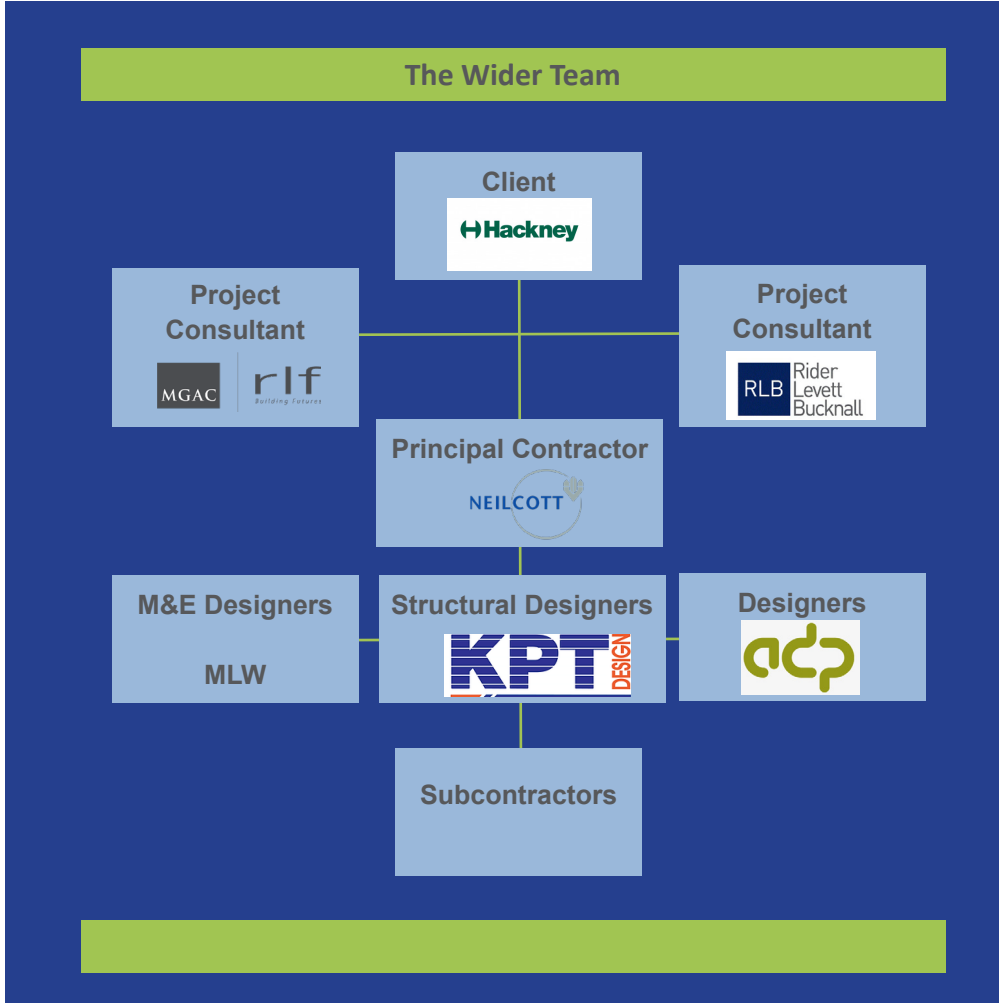 The Wider Team
Client
Hackney
Project
Consultant
MGAC
rlf
Building Futures
Project
Consultant
RLB
Rider
Levett
Bucknall
Principal Contractor
NEILCOTT
M&E Designers
MLW
Structural Designers
KPT
DESIGN
Designers
adp
Subcontractors